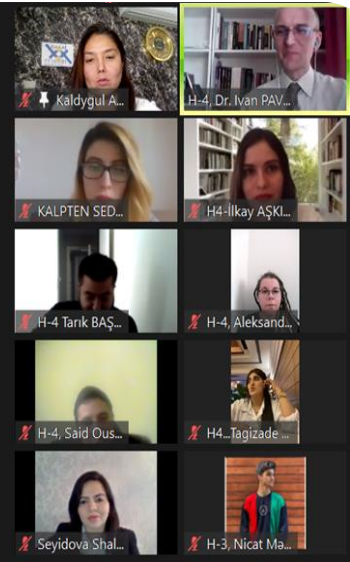 Kaldygul A...
H-4, Dr. Ivan PAV...
KALPTEN SED...
H4-İlkay AŞKI...
H-4 Tarık BAŞ...
H-4, Aleksand...
H-4, Said Ous...
H4...Tagizade ...
Seyidova Shal...
H-3, Nicat Mə...